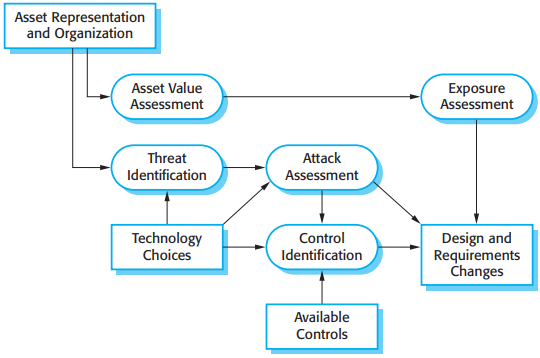 Asset Representation
and Organization
Asset Value
Assessment
Exposure
Assessment
Threat
Identification
Attack
Assessment
Technology
Choices
Control
Identification
Design and
Requirements
Changes
Available
Controls